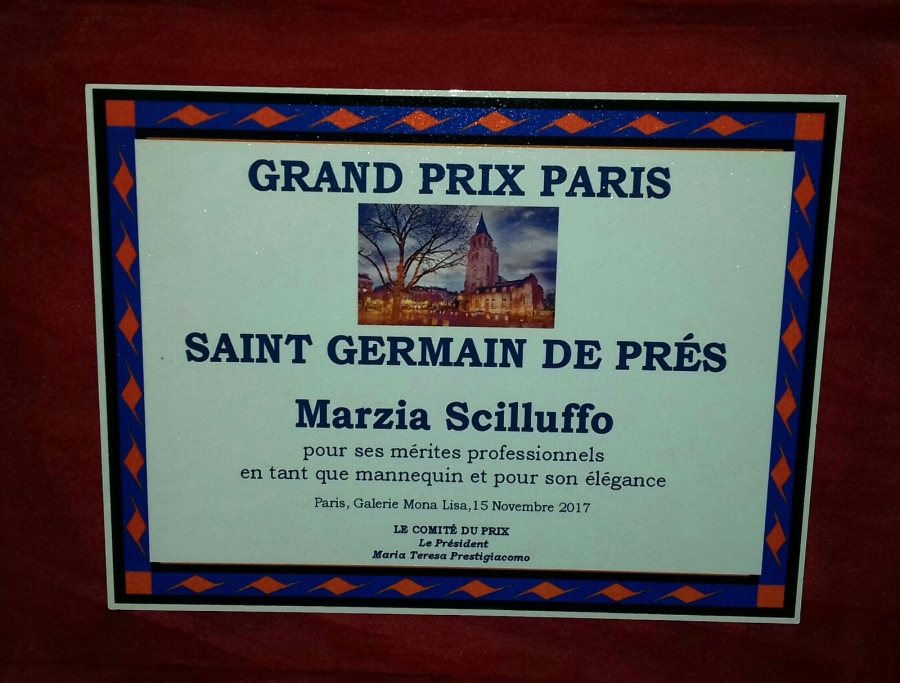 GRAND PRIX PARIS
SAINT GERMAIN DE PRÉS
Marzia Scilluffo
pour ses mérites professionnels
en tant que mannequin et pour son élégance
Paris, Galerie Mona Lisa,15 Novembre 2017
LE COMITÉ DU PRIX
Le Président
Maria Teresa Prestigiacomo